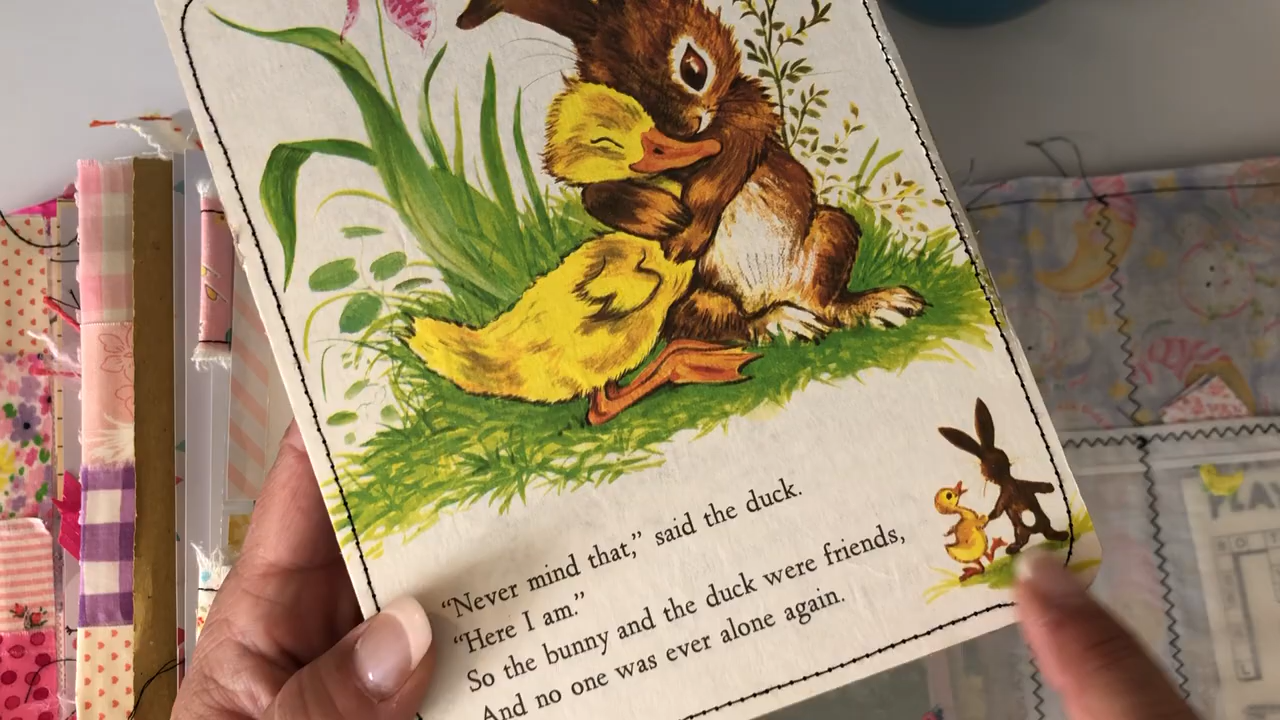 “Never mind that,” said the duck.
“Here I am.”
So the bunny and the duck were friends,
And no one was ever alone again.
PLAY